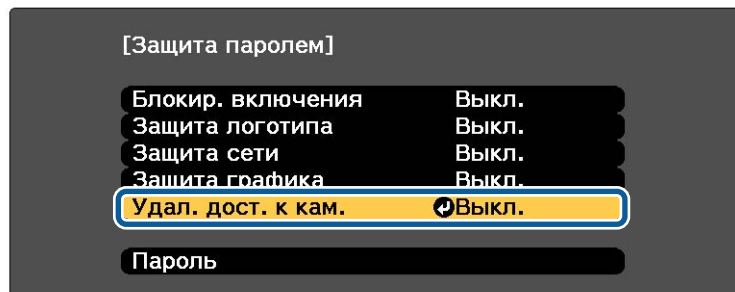 [Защита паролем]
Блокир. включения Выкл.
Защита логотипа Выкл.
Защита сети Выкл.
Защита графика Выкл.
Удал. дост. к кам. Выкл.
Пароль